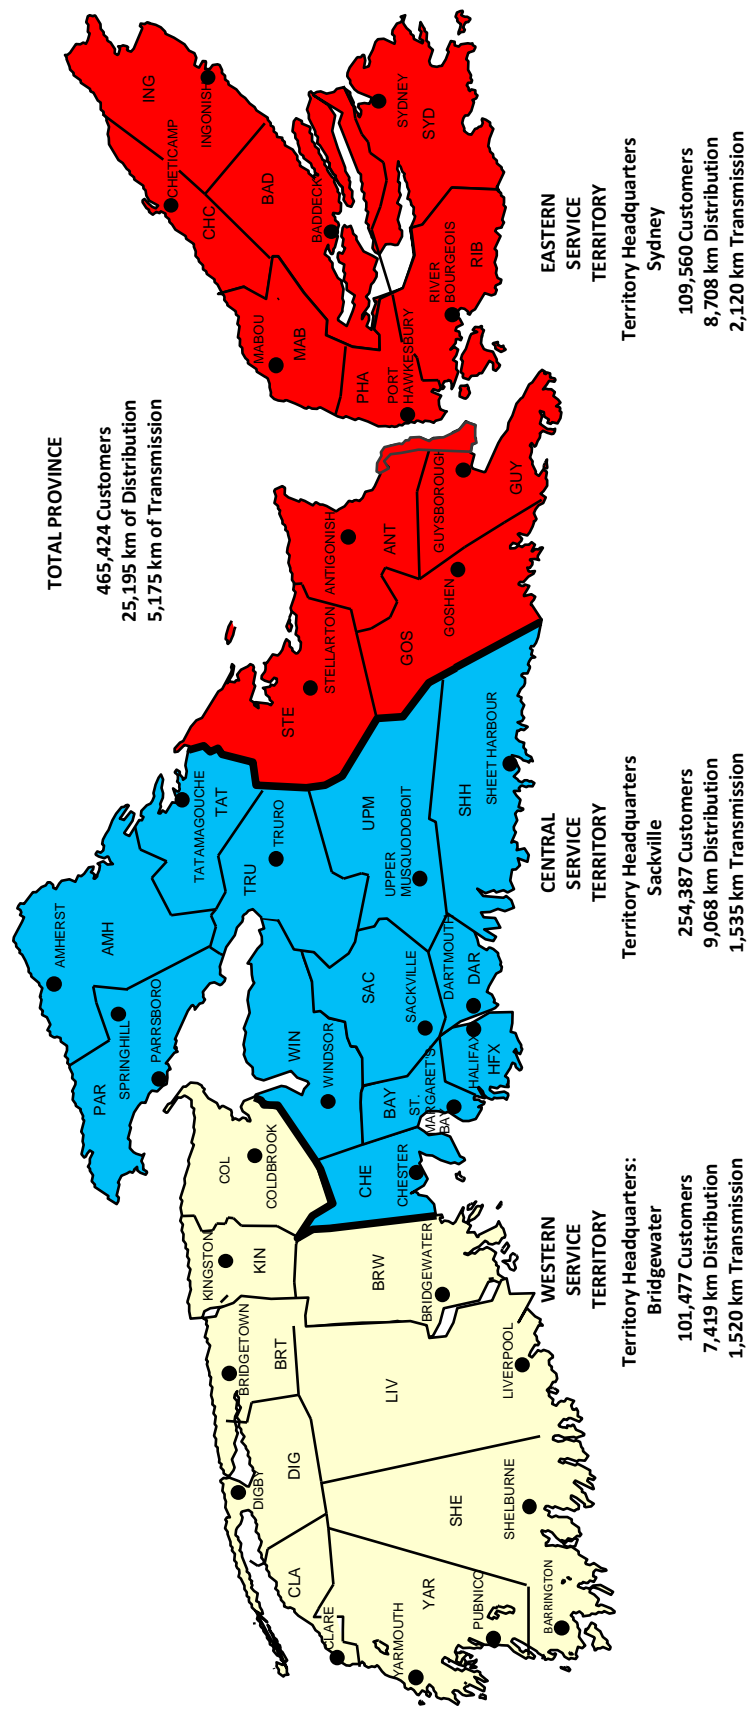 TOTAL PROVINCE
465,424 Customers
25,195 km of Distribution
5,175 km of Transmission
ING
INGONISH
CHETICAMP
CHC
BAD
BADDECK
SYDNEY
SYD
MABOU
MAB
RIVER
BOURGEOIS
RIB
PHA
PORT
HAWKESBURY
GUYSBOROUGH
GUY
ANTIGONISH
ANT
GOS
GOSHEN
STE
STELLARTON
TATAMAGOUCHE
TAT
TRU
TRURO
UPM
UPPER
MUSQUODOBOIT
SHH
SHEET HARBOUR
AMHERST
AMH
PAR
SPRINGHILL
PARRSBORO
WIN
WINDSOR
SAC
SACKVILLE
DARTMOUTH
DAR
HALIFAX
HFX
BAY
ST.
MARGARET'S
BAY
CHE
CHESTER
COL
COLDBROOK
KINGSTON
KIN
BRW
BRIDGEWATER
BRIDGETOWN
BRT
LIV
LIVERPOOL
DIGBY
DIG
SHE
SHELBURNE
CLA
CLARE
YARMOUTH
YAR
PUBNICO
BARRINGTON
WESTERN
SERVICE
TERRITORY
Territory Headquarters:
Bridgewater
101,477 Customers
7,419 km Distribution
1,520 km Transmission
CENTRAL
SERVICE
TERRITORY
Territory Headquarters
Sackville
254,387 Customers
9,068 km Distribution
1,535 km Transmission
EASTERN
SERVICE
TERRITORY
Territory Headquarters
Sydney
109,560 Customers
8,708 km Distribution
2,120 km Transmission